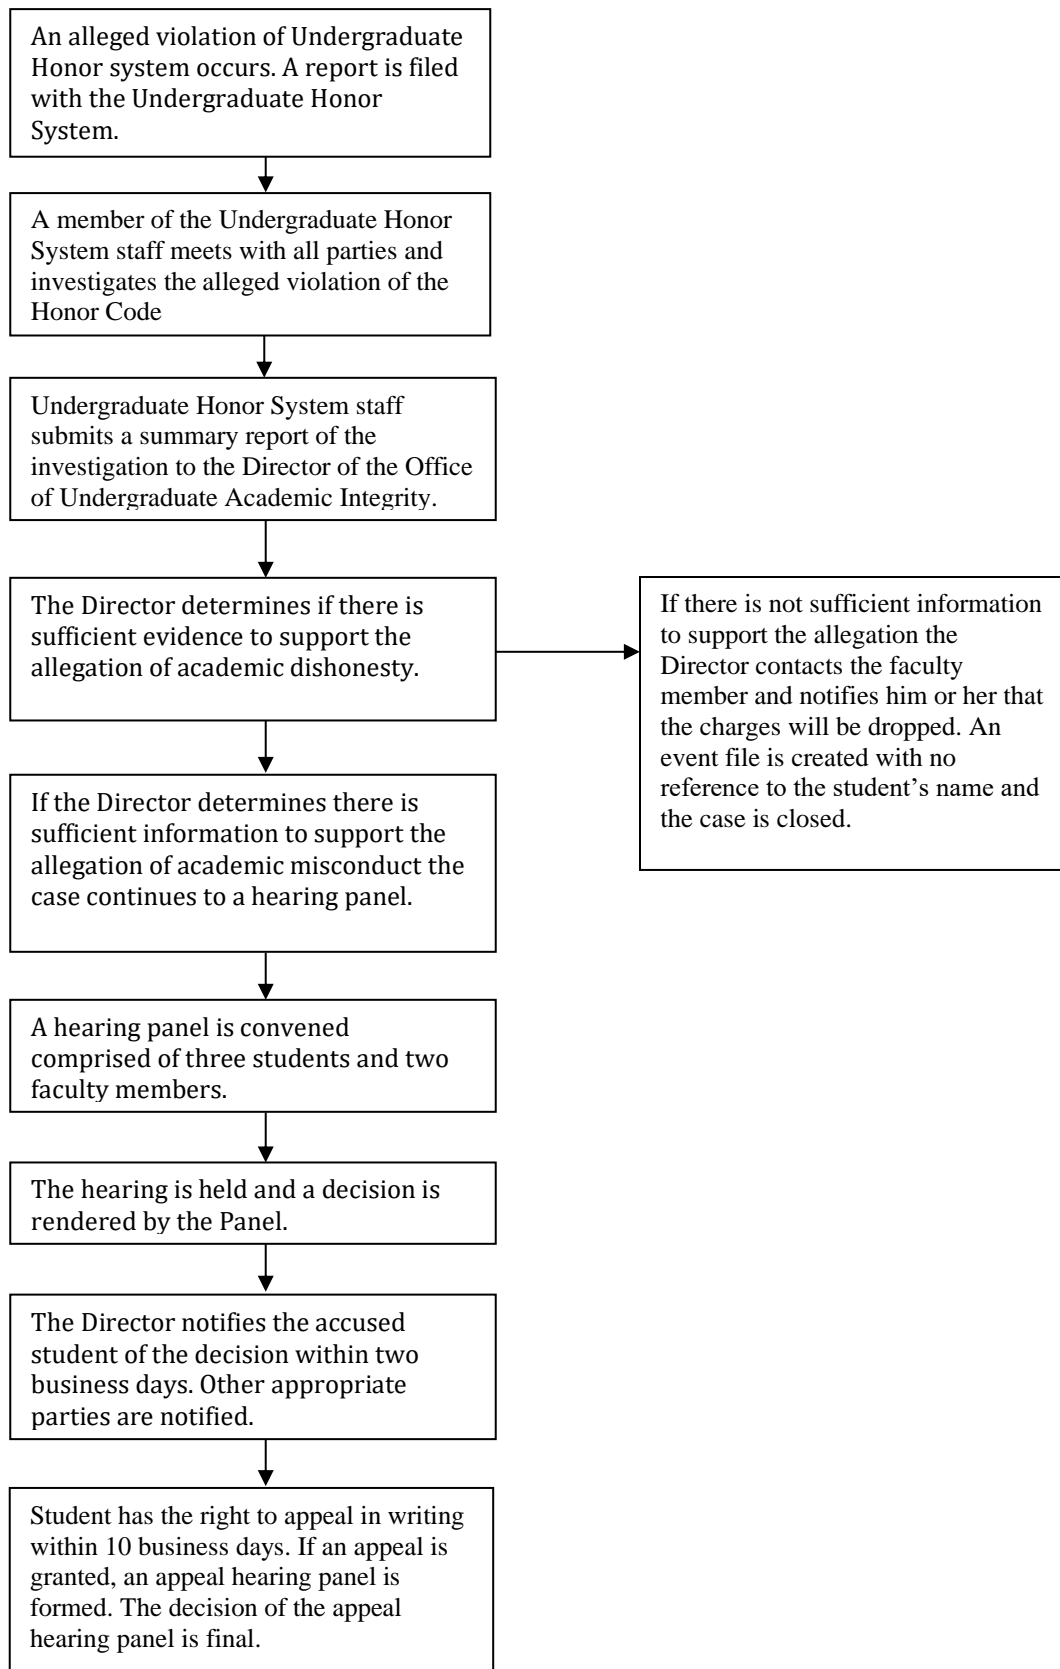 An alleged violation of Undergraduate
Honor system occurs. A report is filed
with the Undergraduate Honor
System.
A member of the Undergraduate Honor
System staff meets with all parties and
investigates the alleged violation of the
Honor Code
Undergraduate Honor System staff
submits a summary report of the
investigation to the Director of the Office
of Undergraduate Academic Integrity.
The Director determines if there is
sufficient evidence to support the
allegation of academic dishonesty.
If there is not sufficient information
to support the allegation the
Director contacts the faculty
member and notifies him or her that
the charges will be dropped. An
event file is created with no
reference to the student’s name and
the case is closed.
If the Director determines there is
sufficient information to support the
allegation of academic misconduct the
case continues to a hearing panel.
A hearing panel is convened
comprised of three students and two
faculty members.
The hearing is held and a decision is
rendered by the Panel.
The Director notifies the accused
student of the decision within two
business days. Other appropriate
parties are notified.
Student has the right to appeal in writing
within 10 business days. If an appeal is
granted, an appeal hearing panel is
formed. The decision of the appeal
hearing panel is final.